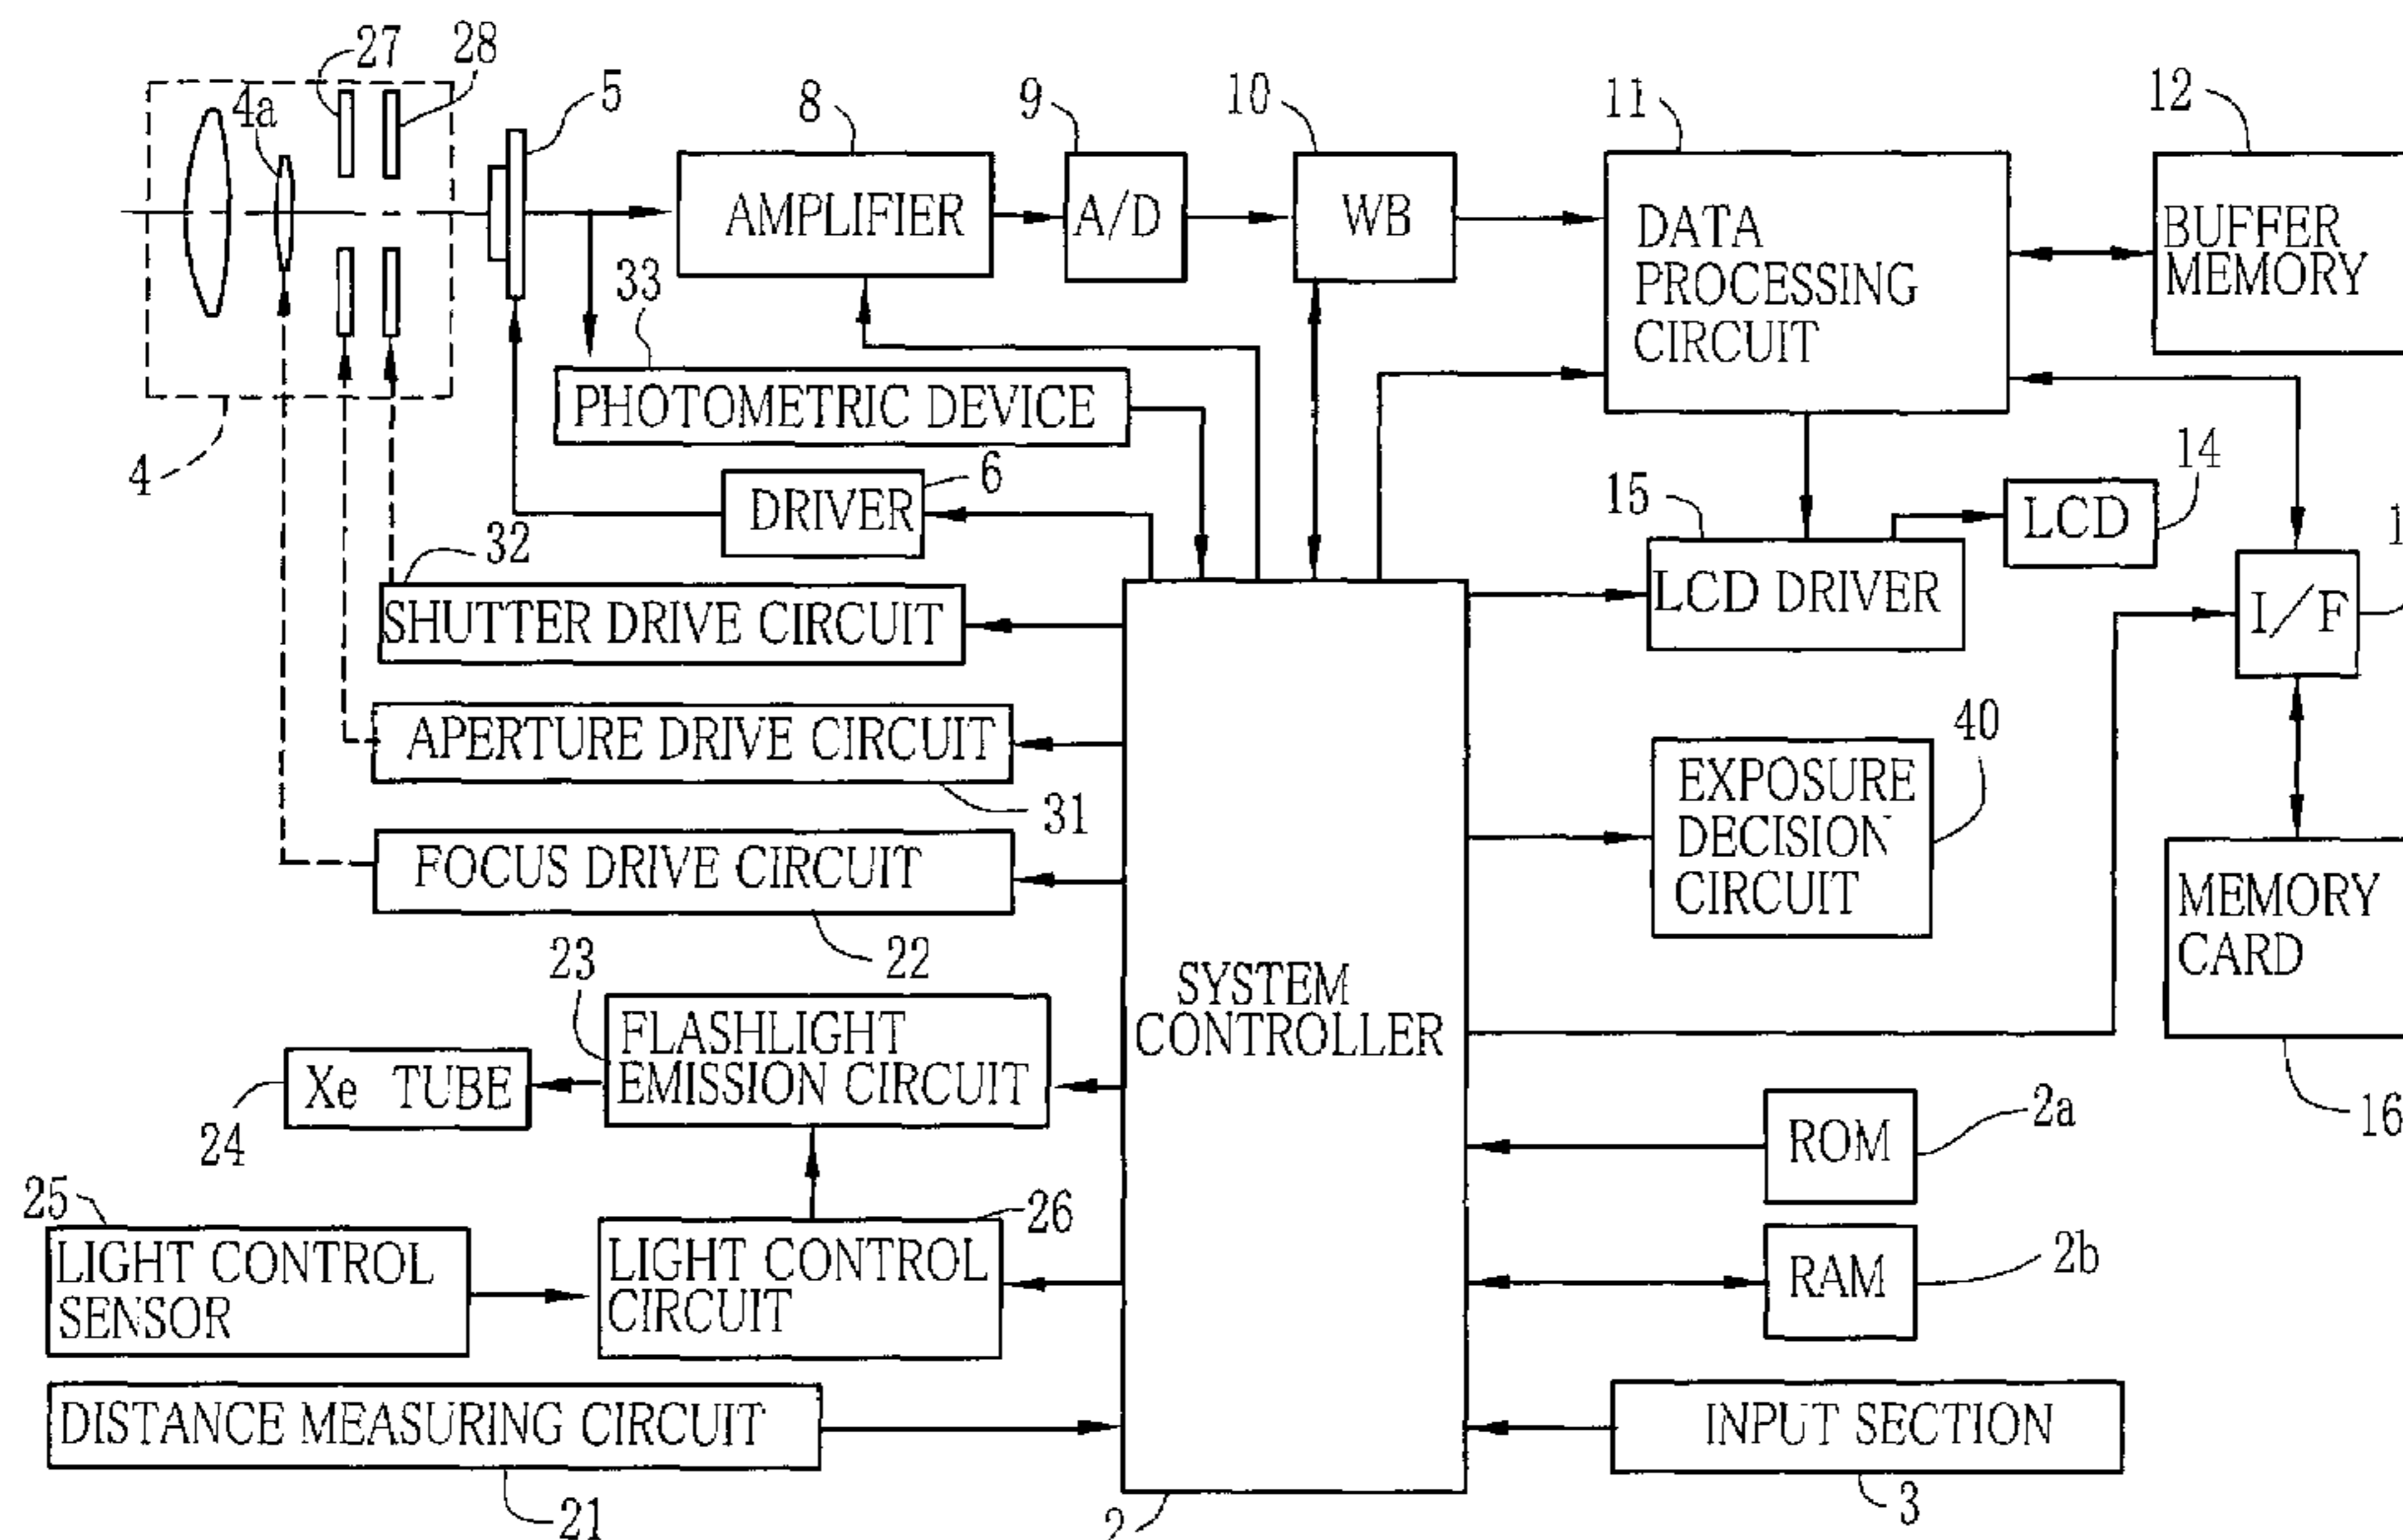 27
28
4a
5
8
9
10
11
12
AMPLIFIER
A/D
WB
DATA
PROCESSING
CIRCUIT
BUFFER
MEMORY
33
PHOTOMETRIC DEVICE
4
6
DRIVER
15
14
LCD
LCD DRIVER
I/F
32
SHUTTER DRIVE CIRCUIT
APERTURE DRIVE CIRCUIT
31
40
EXPOSURE
DECISION
CIRCUIT
FOCUS DRIVE CIRCUIT
22
MEMORY
CARD
16
23
FLASHLIGHT
EMISSION CIRCUIT
SYSTEM
CONTROLLER
Xe TUBE
24
ROM
2a
25
LIGHT CONTROL
SENSOR
26
LIGHT CONTROL
CIRCUIT
RAM
2b
DISTANCE MEASURING CIRCUIT
21
2
INPUT SECTION
3